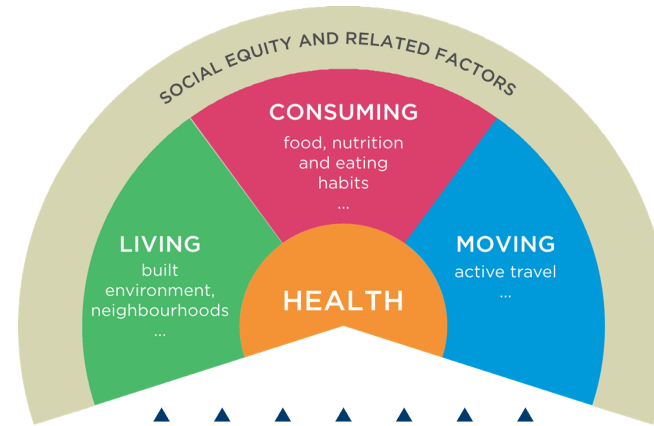 SOCIAL EQUITY AND RELATED FACTORS
CONSUMING
food, nutrition
and eating
habits
...
LIVING
built
environment,
neighbourhoods
...
MOVING
active travel
...
HEALTH